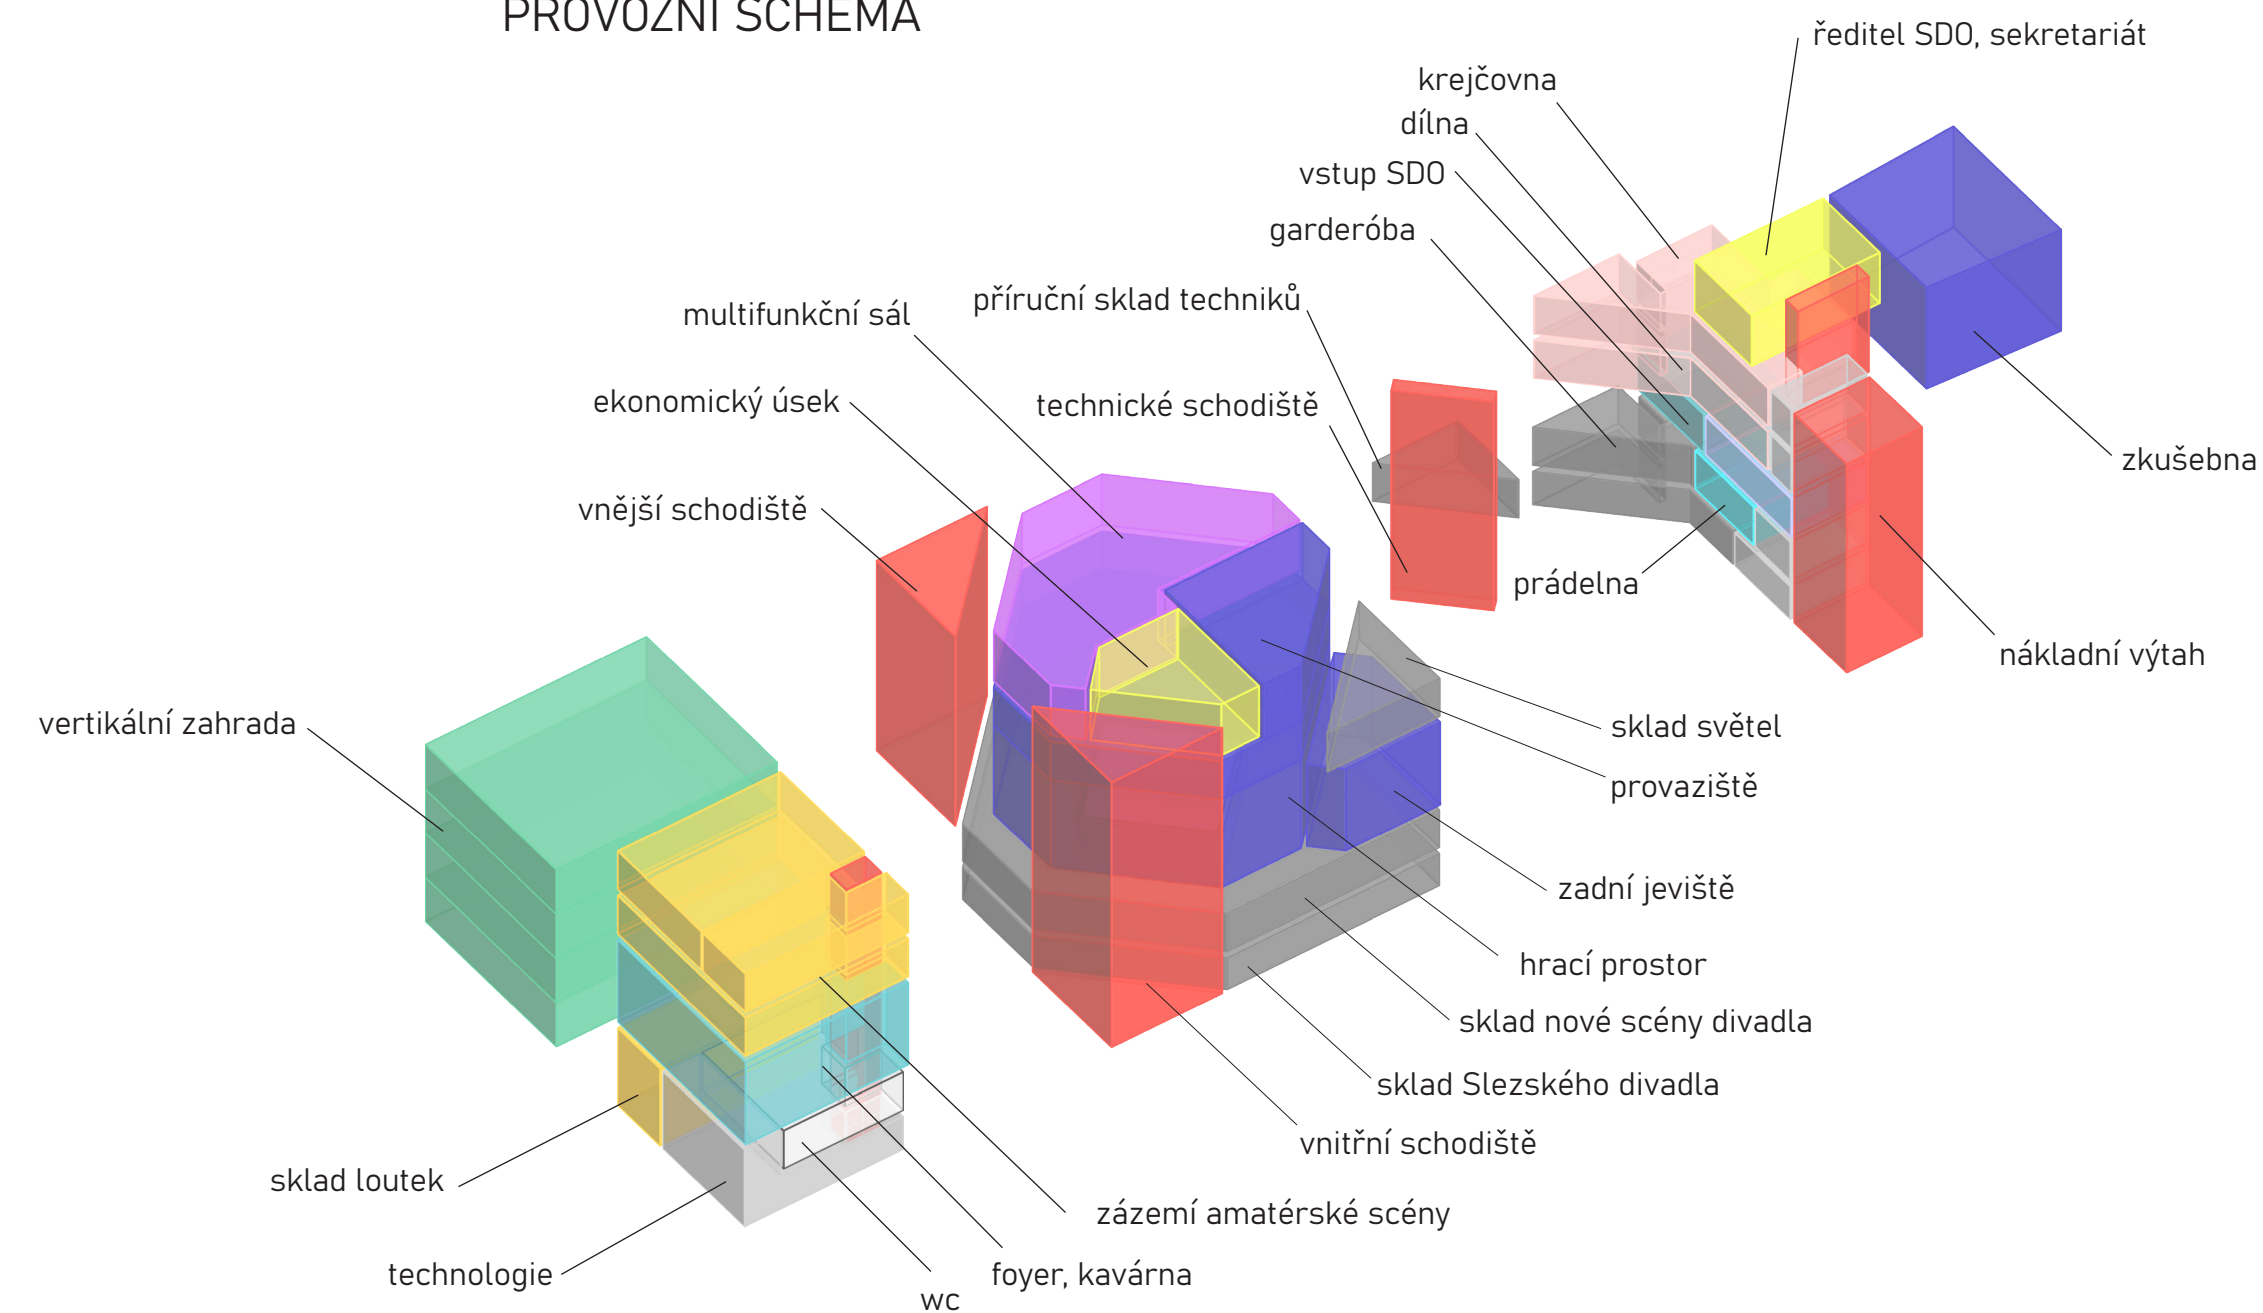 PROVOZNÍ SCHÉMA
ředitel SDO, sekretariát
krejčovna
dílna
vstup SDO
garderóba
příruční sklad techniků
multifunkční sál
technické schodiště
ekonomický úsek
zkušebna
vnější schodiště
prádelna
nákladní výtah
vertikální zahrada
sklad světel
provaziště
zadní jeviště
hrací prostor
sklad nové scény divadla
sklad Slezského divadla
vnitřní schodiště
sklad loutek
zázemí amatérské scény
technologie
foyer, kavárna
wc